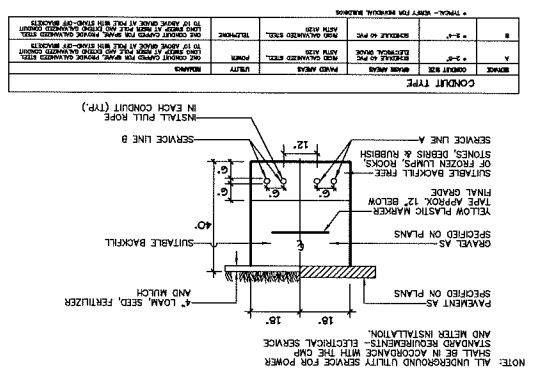 NOTE: ALL UNDERGROUND UTILITY SERVICE FOR POWER
SHALL BE IN ACCORDANCE WITH THE CMP
STANDARD REQUIREMENTS- ELECTRICAL SERVICE
AND METER INSTALLATION.
18" 18"
PAVEMENT AS
SPECIFIED ON PLANS
4" LOAM, SEED, FERTILIZER
AND MULCH
GRAVEL AS
SPECIFIED ON PLANS
SUITABLE BACKFILL
YELLOW PLASTIC MARKER
TAPE APPROX. 12" BELOW
FINAL GRADE
40"
SUITABLE BACKFILL FREE
OF FROZEN LUMPS, ROCKS,
STONES, DEBRIS & RUBBISH
6" 6"
6"
6"
SERVICE LINE A
12"
SERVICE LINE B
INSTALL PULL ROPE
IN EACH CONDUIT (TYP.)
CONDUIT TYPE
SERVICE CONDUIT SIZE GRASS AREAS PAVED AREAS UTILITY REMARKS
A SCHEDULE 40 PVC ELECTRICAL GRADE RIGID GALVANIZED STEEL, ASTM A120 POWER ONE CONDUIT CAPPED FOR SPARE, PROVIDE GALVANIZED STEEL LONG SWEEP AT RISER POLE AND EXTEND GALVANIZED CONDUIT TO 10' ABOVE GRADE AT POLE WITH STAND-OFF BRACKETS
B * 2-4" SCHEDULE 40 PVC RIGID GALVANIZED STEEL, ASTM A120 TELEPHONE ONE CONDUIT CAPPED FOR SPARE, PROVIDE GALVANIZED STEEL LONG SWEEP AT RISER POLE AND EXTEND GALVANIZED CONDUIT TO 10' ABOVE GRADE AT POLE WITH STAND-OFF BRACKETS
* TYPICAL - VERIFY FOR INDIVIDUAL BUILDINGS